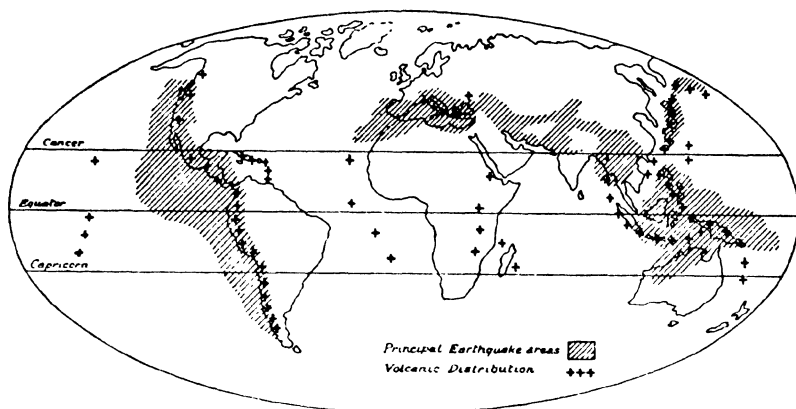 Cancer
Equator
Capricorn
Principal Earthquake areas
Volcanic Distribution +++